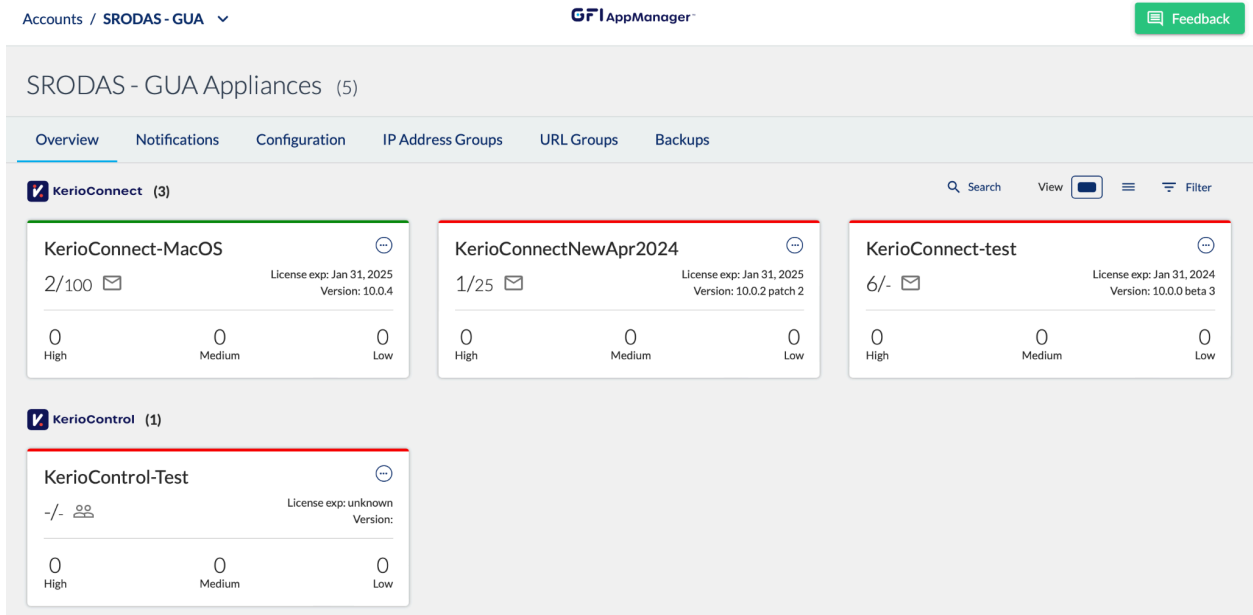 Accounts / SRODAS - GUA
GFI AppManager™
Feedback
SRODAS - GUA Appliances (5)
Overview Notifications Configuration IP Address Groups URL Groups Backups
KerioConnect (3)
Search View Filter
KerioConnect-MacOS
2/100
License exp: Jan 31, 2025
Version: 10.0.4
0 0 0
High Medium Low
KerioConnectNewApr2024
1/25
License exp: Jan 31, 2025
Version: 10.0.2 patch 2
0 0 0
High Medium Low
KerioConnect-test
6/-
License exp: Jan 31, 2024
Version: 10.0.0 beta 3
0 0 0
High Medium Low
KerioControl (1)
KerioControl-Test
-/-
License exp: unknown
Version:
0 0 0
High Medium Low